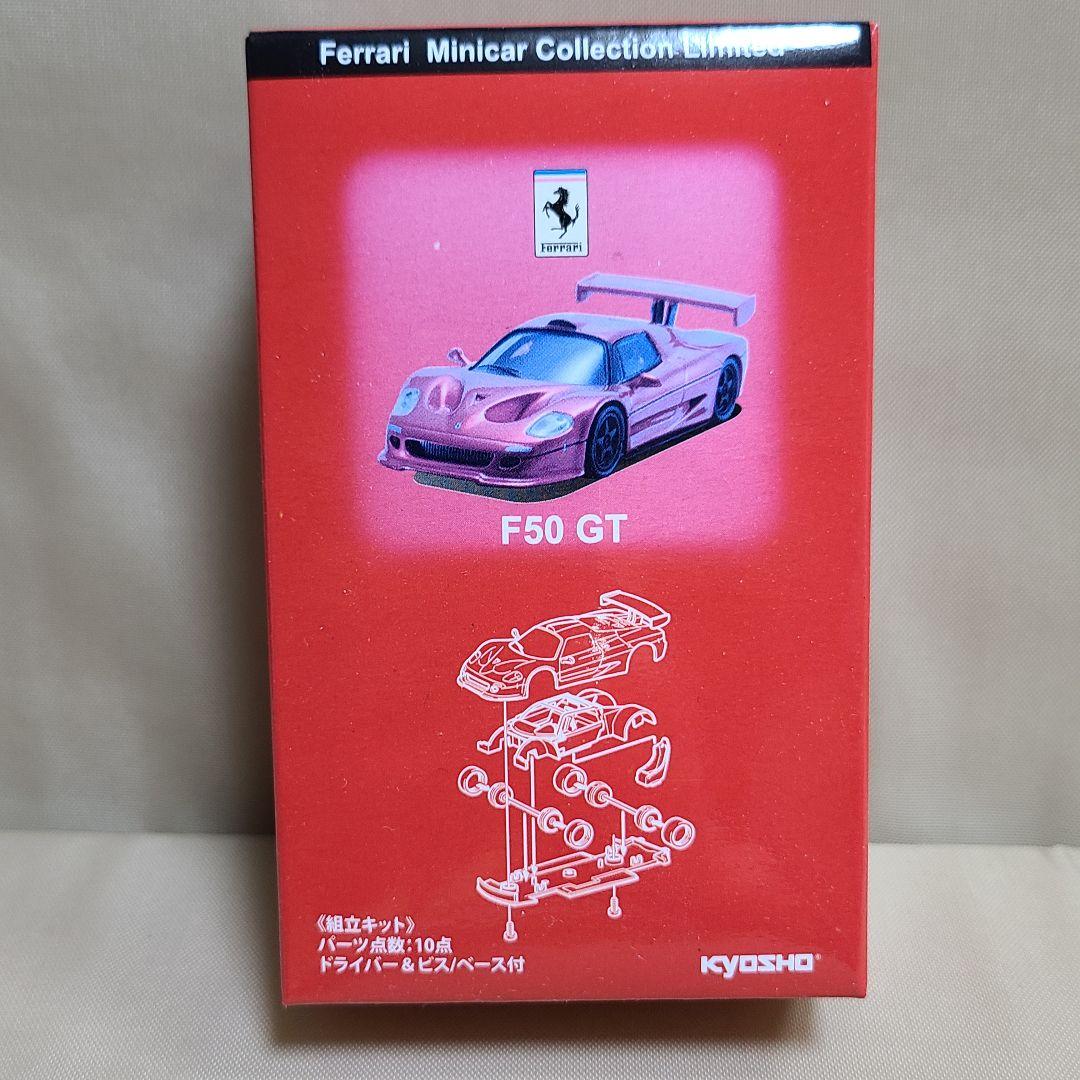 Ferrari Minicar Collection Limited
Ferrari
F50 GT
《組立キット》
パーツ点数:10点
ドライバー&ビス/ベース付
KYOSHO